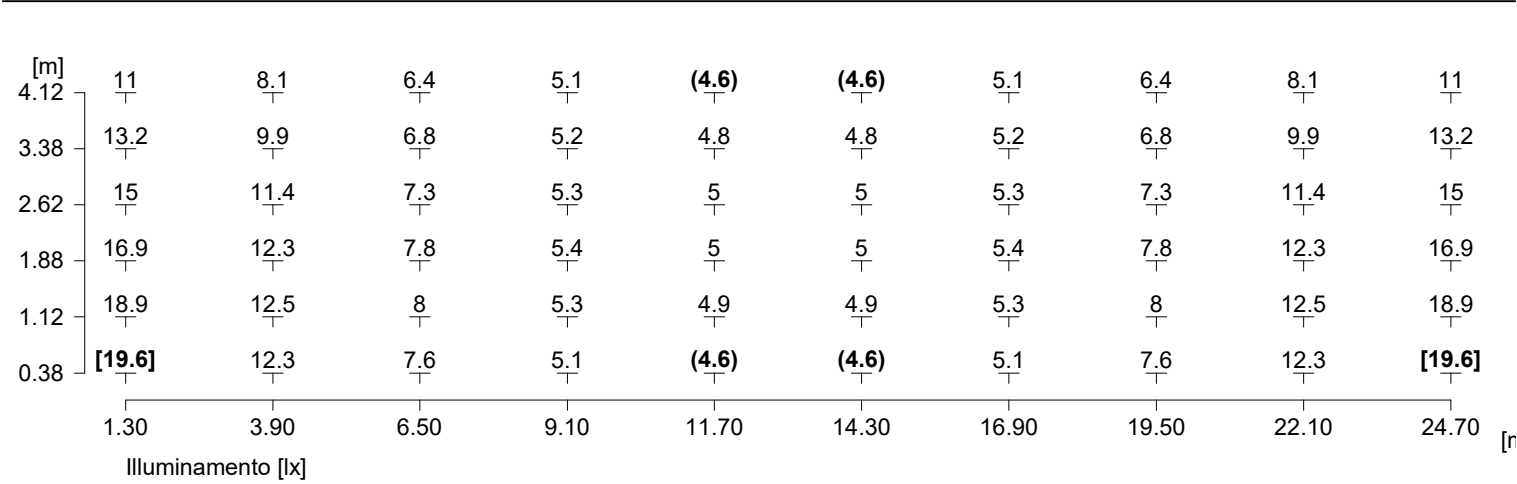 [m]
4.12 11 8.1 6.4 5.1 (4.6) (4.6) 5.1 6.4 8.1 11
3.38 13.2 9.9 6.8 5.2 4.8 4.8 5.2 6.8 9.9 13.2
2.62 15 11.4 7.3 5.3 5 5 5.3 7.3 11.4 15
1.88 16.9 12.3 7.8 5.4 5 5 5.4 7.8 12.3 16.9
1.12 18.9 12.5 8 5.3 4.9 4.9 5.3 8 12.5 18.9
0.38 [19.6] 12.3 7.6 5.1 (4.6) (4.6) 5.1 7.6 12.3 [19.6]
1.30 3.90 6.50 9.10 11.70 14.30 16.90 19.50 22.10 24.70
Illuminamento [lx]